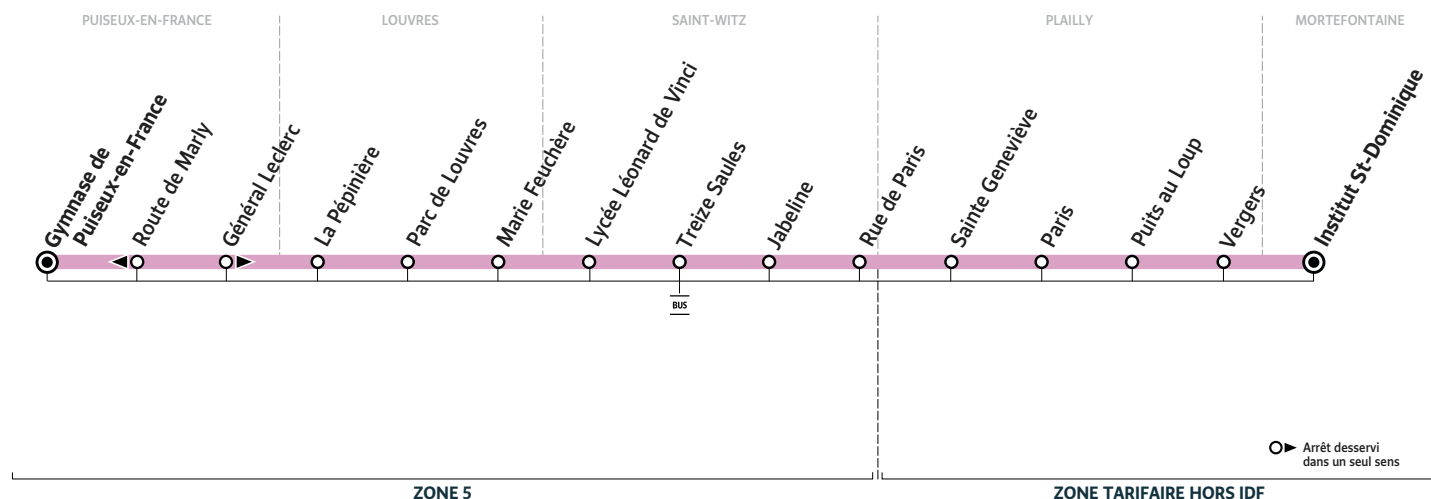 PUISEUX-EN-FRANCE
LOUVRES
SAINT-WITZ
PLAILLY
MORTEFONTAINE
Gymnase de
Puiseux-en-France
Route de Marly
Général Leclerc
La Pépinière
Parc de Louvres
Marie Feuchère
Lycée Léonard de Vinci
Treize Saules
Jabeline
Rue de Paris
Sainte Geneviève
Paris
Puits au Loup
Vergers
Institut St-Dominique
BUS
Arrêt desservi
dans un seul sens
ZONE 5
ZONE TARIFAIRE HORS IDF